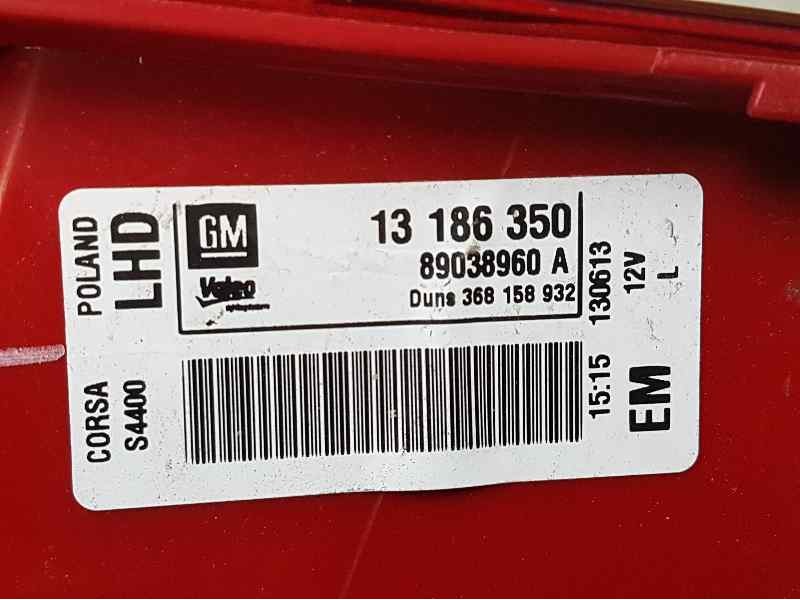 POLAND
LHD
GM
Valeo
13 186 350
89038960 A
Duns 368 158 932
CORSA
S4400
15:15 130613
12V
L
EM